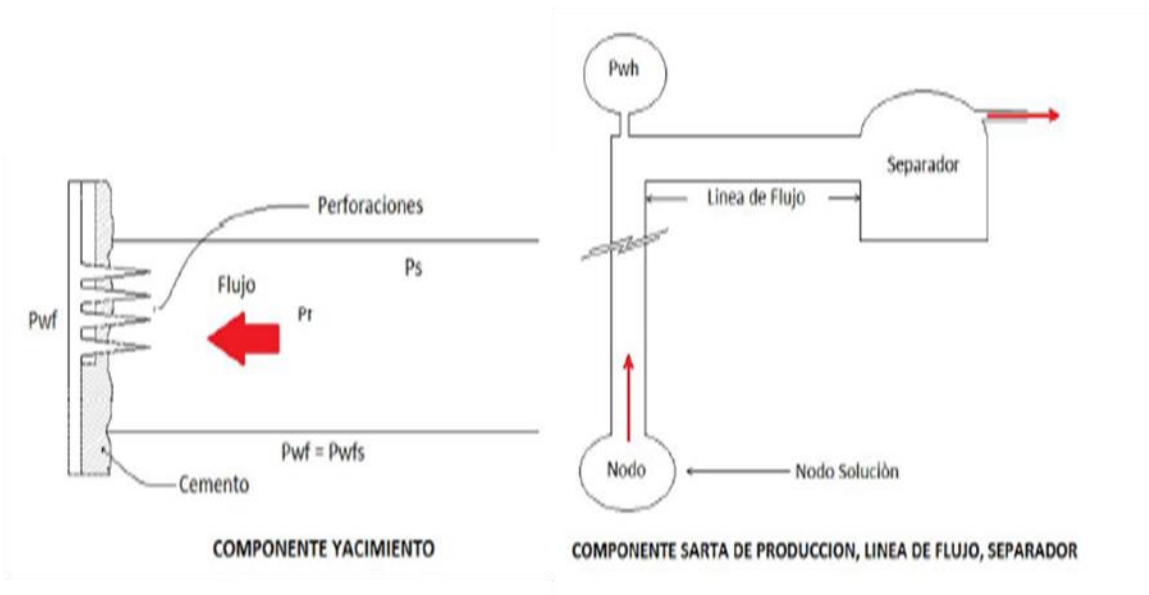 Perforaciones
Ps
Flujo
Pr
Pwf
Pwf = Pwfs
Cemento
COMPONENTE YACIMIENTO
Pwh
Separador
Linea de Flujo
Nodo
Nodo Soluciòn
COMPONENTE SARTA DE PRODUCCION, LINEA DE FLUJO, SEPARADOR